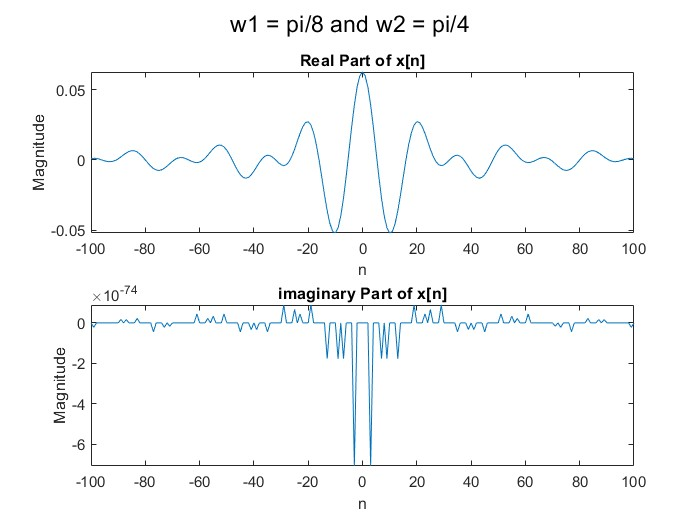 w1 = pi/8 and w2 = pi/4
Real Part of x[n]
Magnitude
0.05
0
-0.05
-100 -80 -60 -40 -20 0 20 40 60 80 100
n
×10-74
imaginary Part of x[n]
Magnitude
0
-2
-4
-6
-100 -80 -60 -40 -20 0 20 40 60 80 100
n